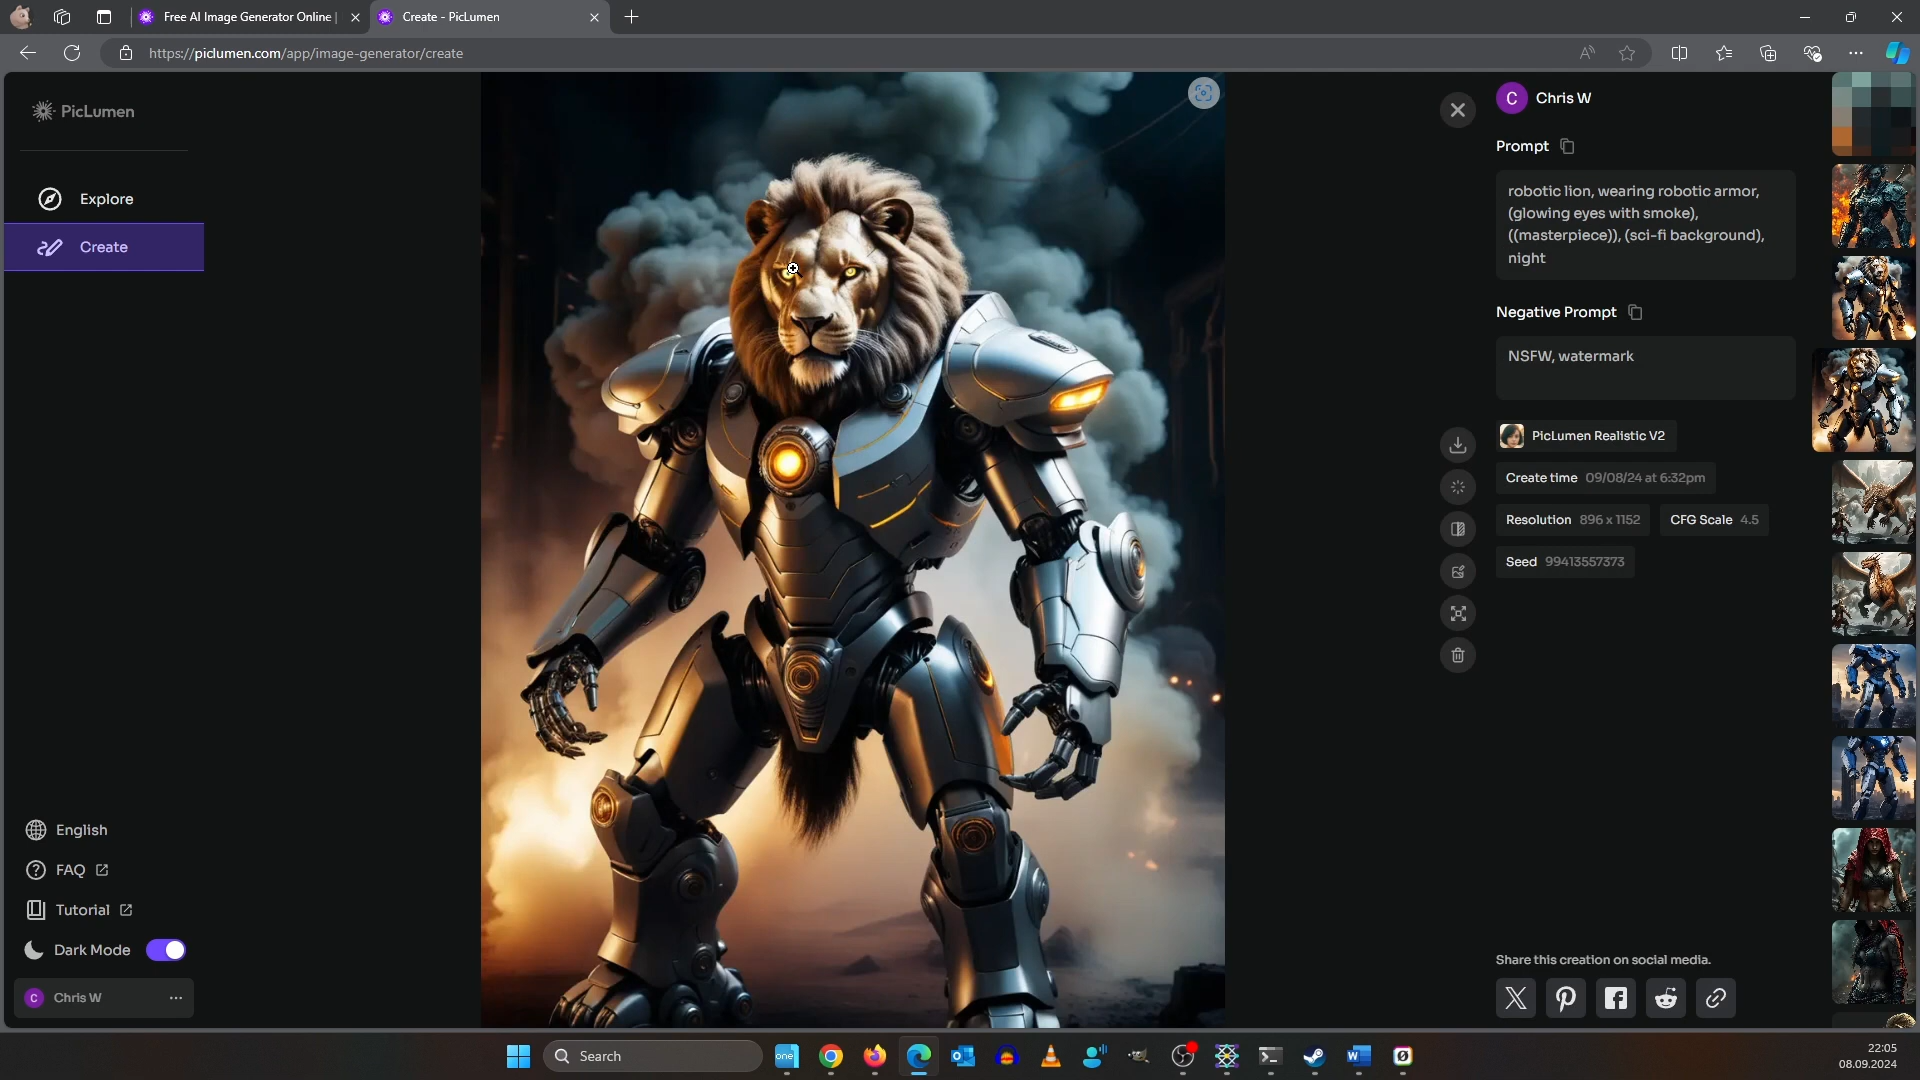 Free AI Image Generator Online |
Create - PicLumen
https://piclumen.com/app/image-generator/create
PicLumen
Explore
Create
English
FAQ
Tutorial
Dark Mode
C Chris W
C Chris W
Prompt
robotic lion, wearing robotic armor,
(glowing eyes with smoke),
((masterpiece)), (sci-fi background),
night
Negative Prompt
NSFW, watermark
PicLumen Realistic V2
Create time 09/08/24 at 6:32pm
Resolution 896 x 1152 CFG Scale 4.5
Seed 99413557373
Share this creation on social media.
Search
one
22:05
08.09.2024